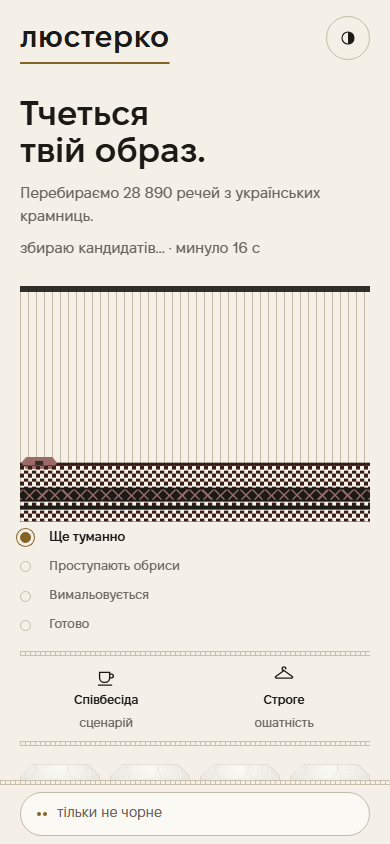 люстерко
Тчеться
твій образ.
Перебираємо 28 890 речей з українських
крамниць.
збираю кандидатів... · минуло 16 с
Ще туманно
Проступають обриси
Вимальовується
Готово
Співбесіда
сценарій
Строге
ошатність
тільки не чорне